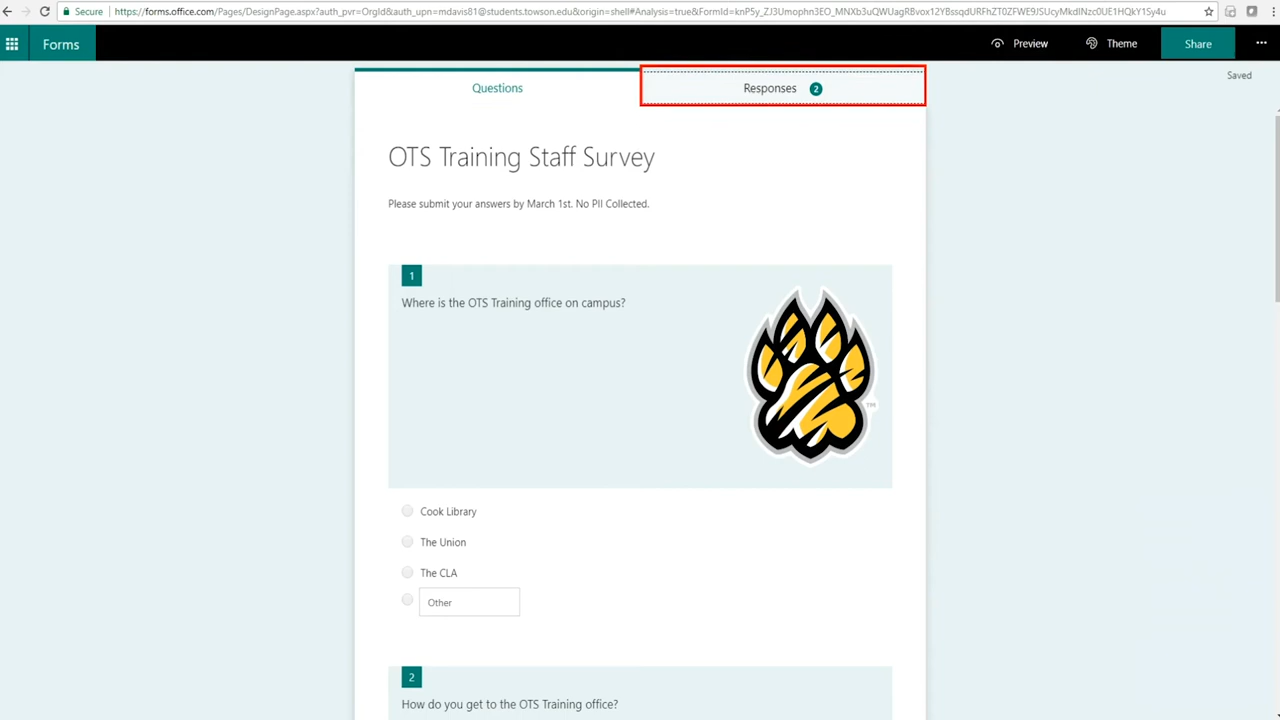 Secure https://forms.office.com/Pages/DesignPage.aspx?auth_pvr=OrgId&auth_upn=mdavis81@students.towson.edu&origin=shell#Analysis=true&FormId=knP5y_ZJ3Umophn3EO_MNXb3uQWUagRBvox12YBssqdURFhZT0ZFWE9JSUcyMkdlNzc0UE1HQkY1Sy4u
Forms Preview Theme Share
Questions Responses 2 Saved
OTS Training Staff Survey
Please submit your answers by March 1st. No PII Collected.
1
Where is the OTS Training office on campus?
TM
Cook Library
The Union
The CLA
Other
2
How do you get to the OTS Training office?